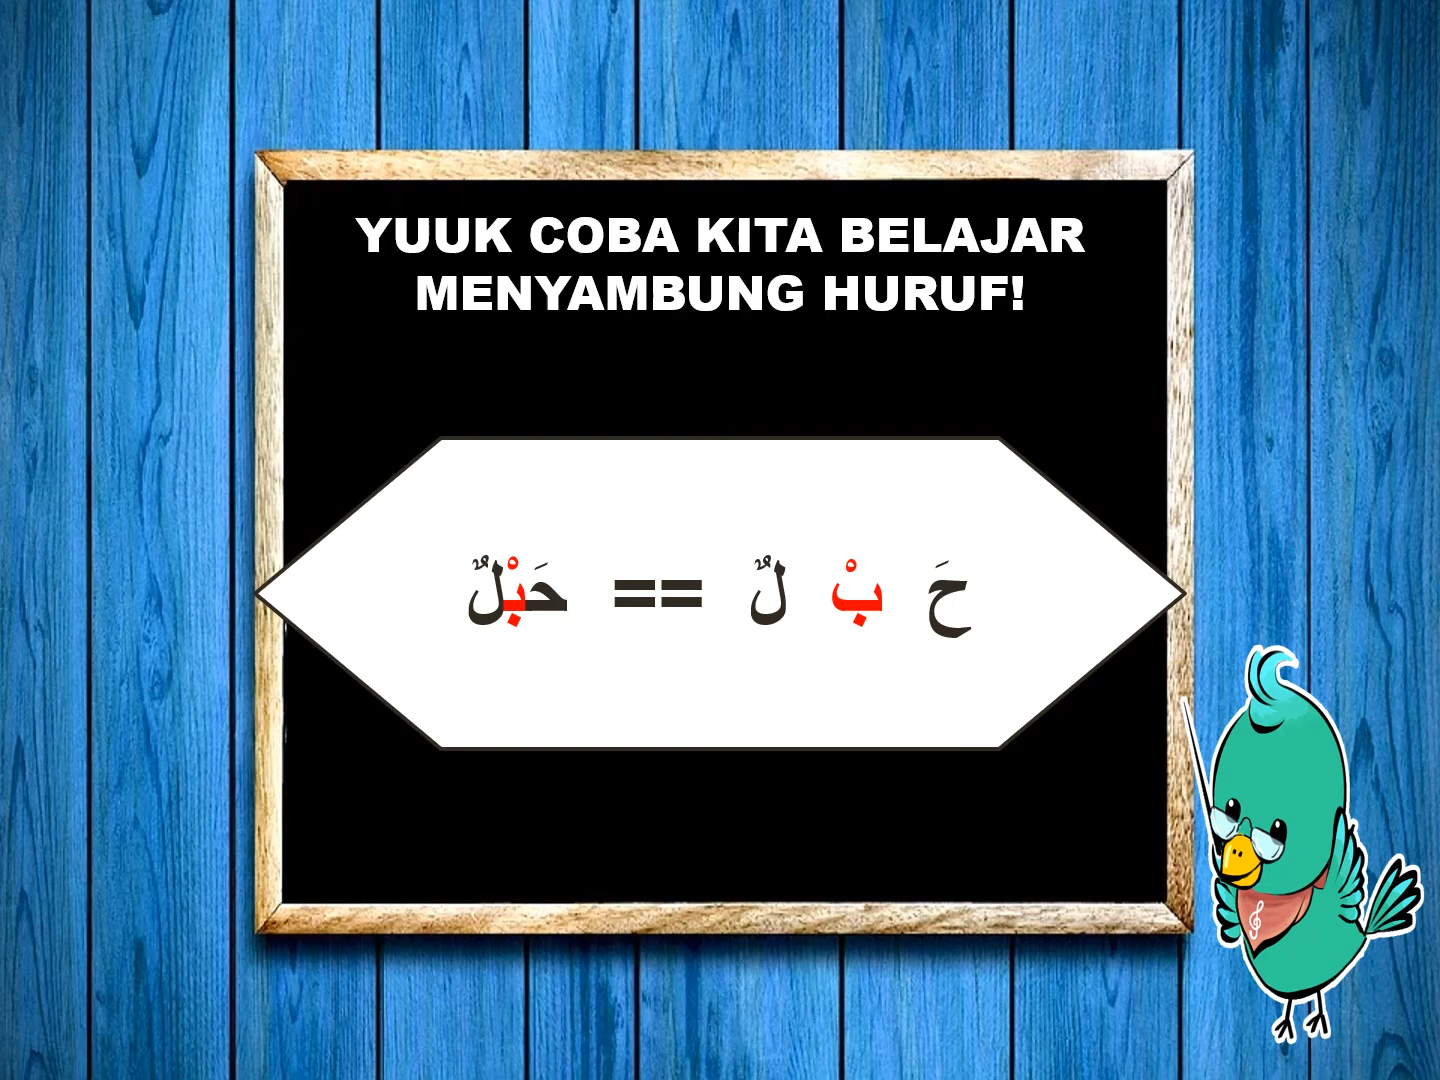 YUUK COBA KITA BELAJAR
MENYAMBUNG HURUF!
حَ بْ لٌ == حَبْلٌ